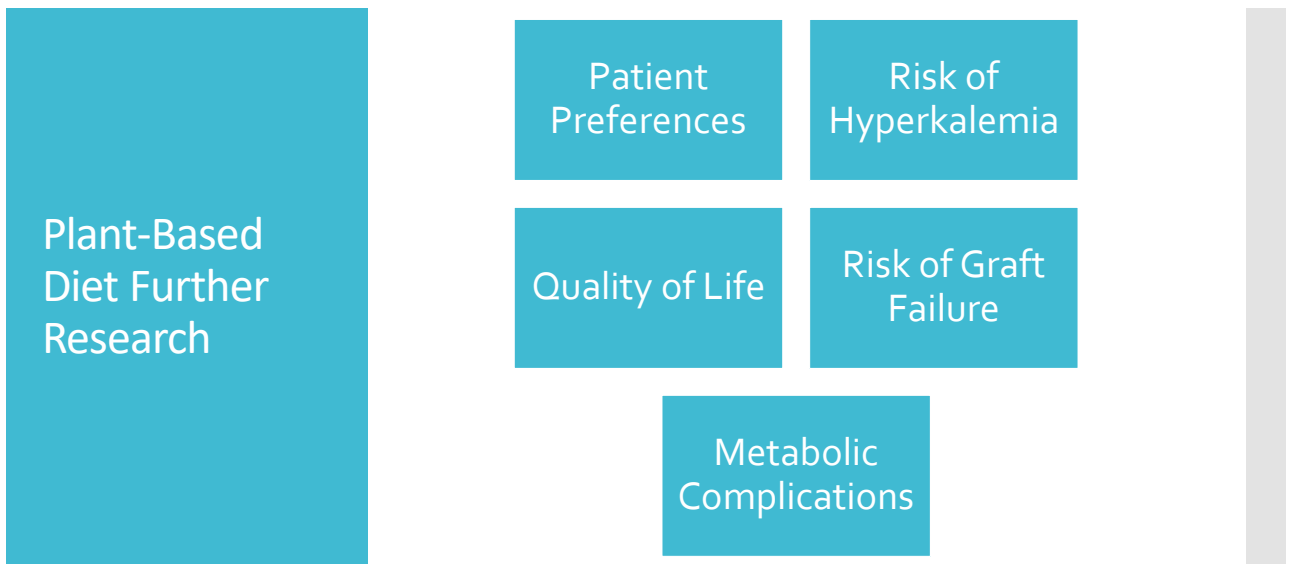 Plant-Based
Diet Further
Research
Patient
Preferences
Risk of
Hyperkalemia
Quality of Life
Risk of Graft
Failure
Metabolic
Complications